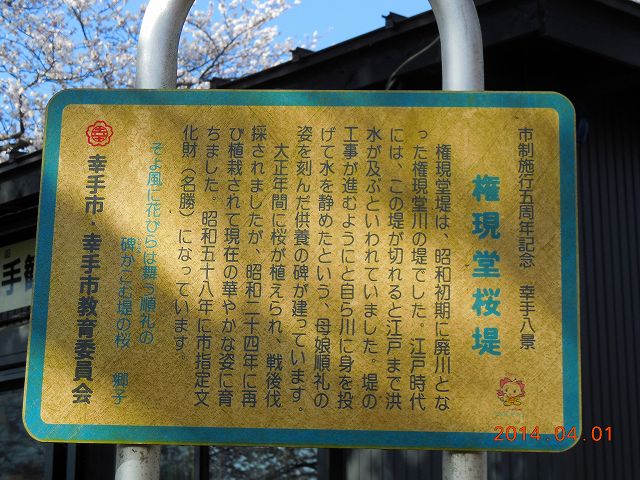 市制施行五周年記念　幸手八景
権現堂桜堤
権現堂堤は、昭和初期に廃川とな
った権現堂川の堤でした。江戸時代
には、この堤が切れると江戸まで洪
水が及ぶといわれていました。堤の
工事が進むようにと自ら川に身を投
げて水を静めたという、母娘順礼の
姿を刻んだ供養の碑が建っています。
大正年間に桜が植えられ、戦後伐
採されましたが、昭和二十四年に再
び植栽されて現在の華やかな姿に育
ちました。昭和五十八年に市指定文
化財（名勝）になっています。
そよ風に花びらは舞う順礼の
碑かこむ堤の桜　郷子
幸手市・幸手市教育委員会
手
2014.04.01